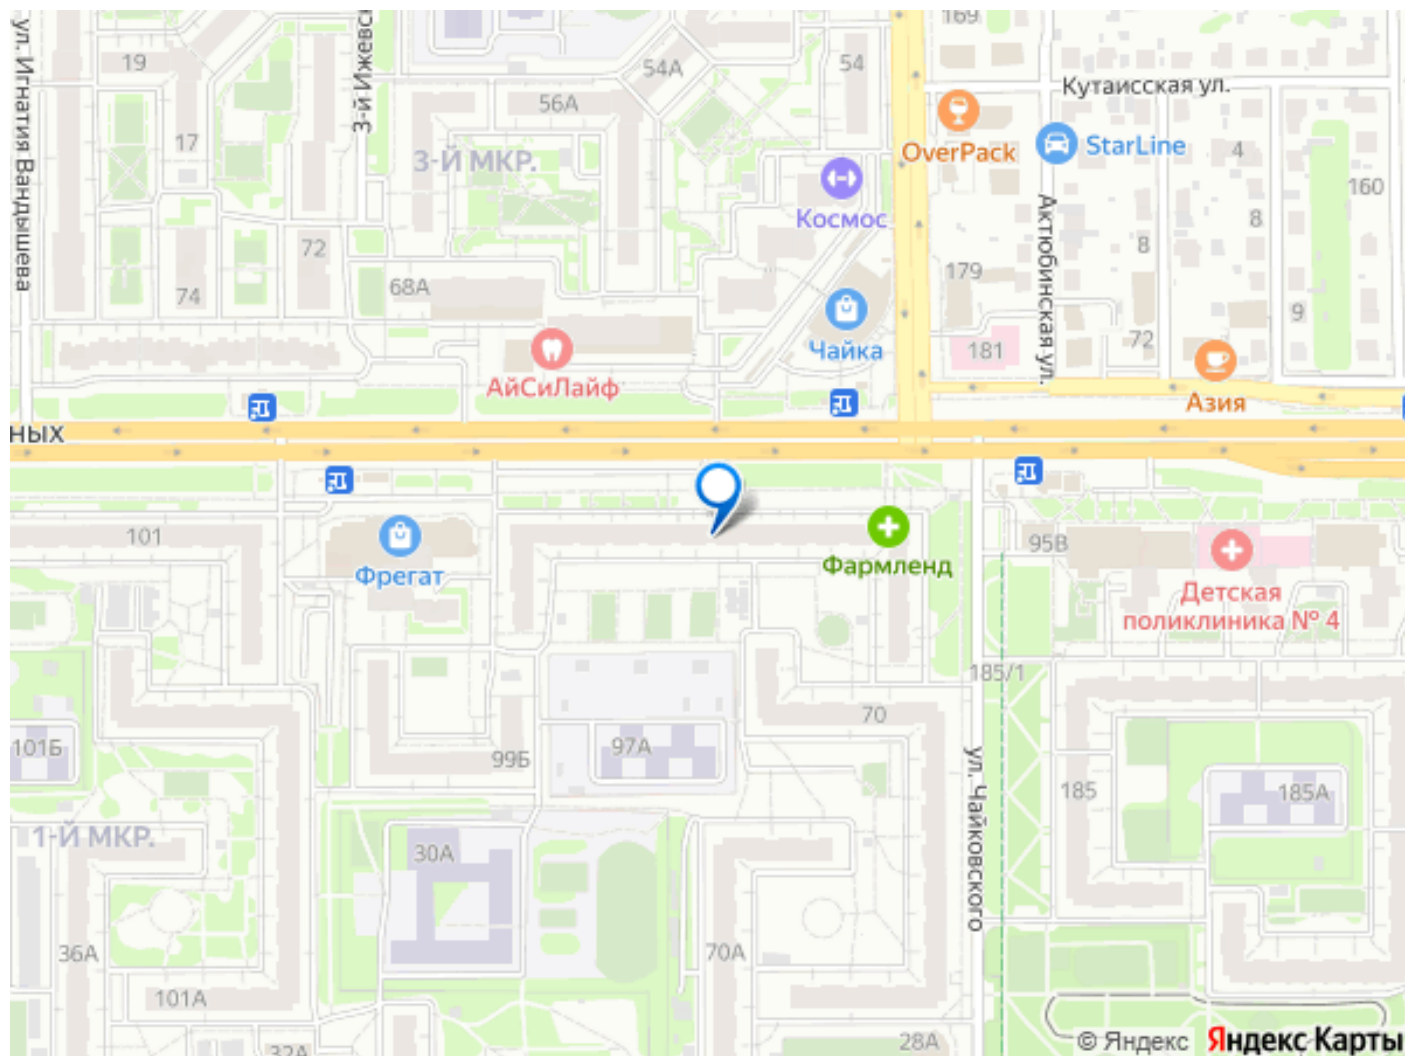 169
ул. Игнатия Вандышева
19
3-й Ижевс
54А
54
56А
Кутаисская ул.
17
3-Й МКР.
OverPack
StarLine
4
160
Космос
Актюбинская ул.
8
8
72
179
74
68А
9
Чайка
181
72
АйСиЛайф
Азия
ных
101
Фрегат
Фармленд
95В
Детская
поликлиника № 4
185/1
70
101Б
97А
99Б
ул. Чайковского
185
185А
1-Й МКР.
30А
36А
70А
101А
32А
28А
© Яндекс Яндекс Карты